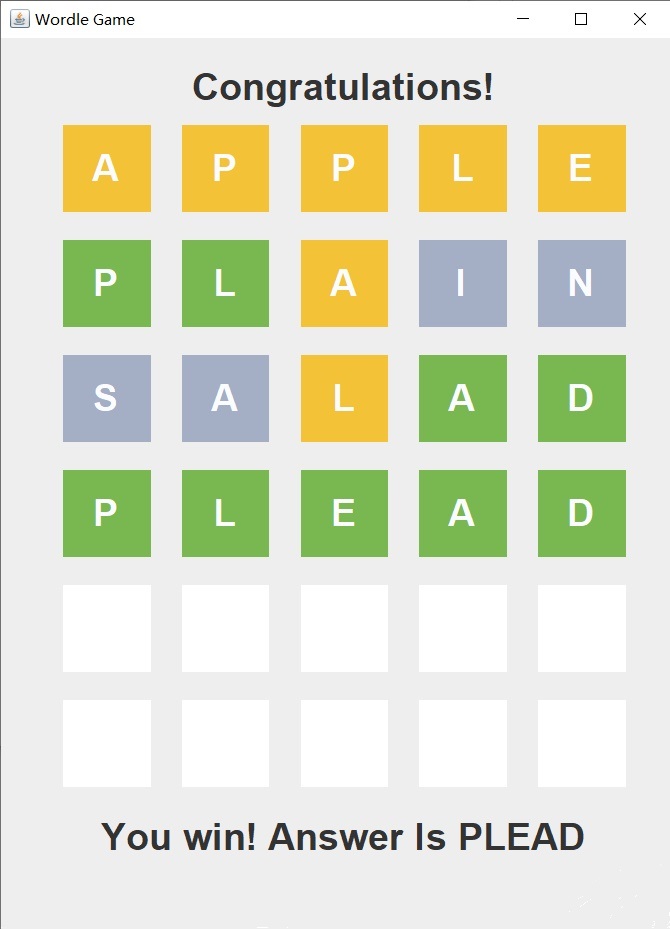 Wordle Game
Congratulations!
A P P L E
P L A I N
S A L A D
P L E A D
You win! Answer Is PLEAD